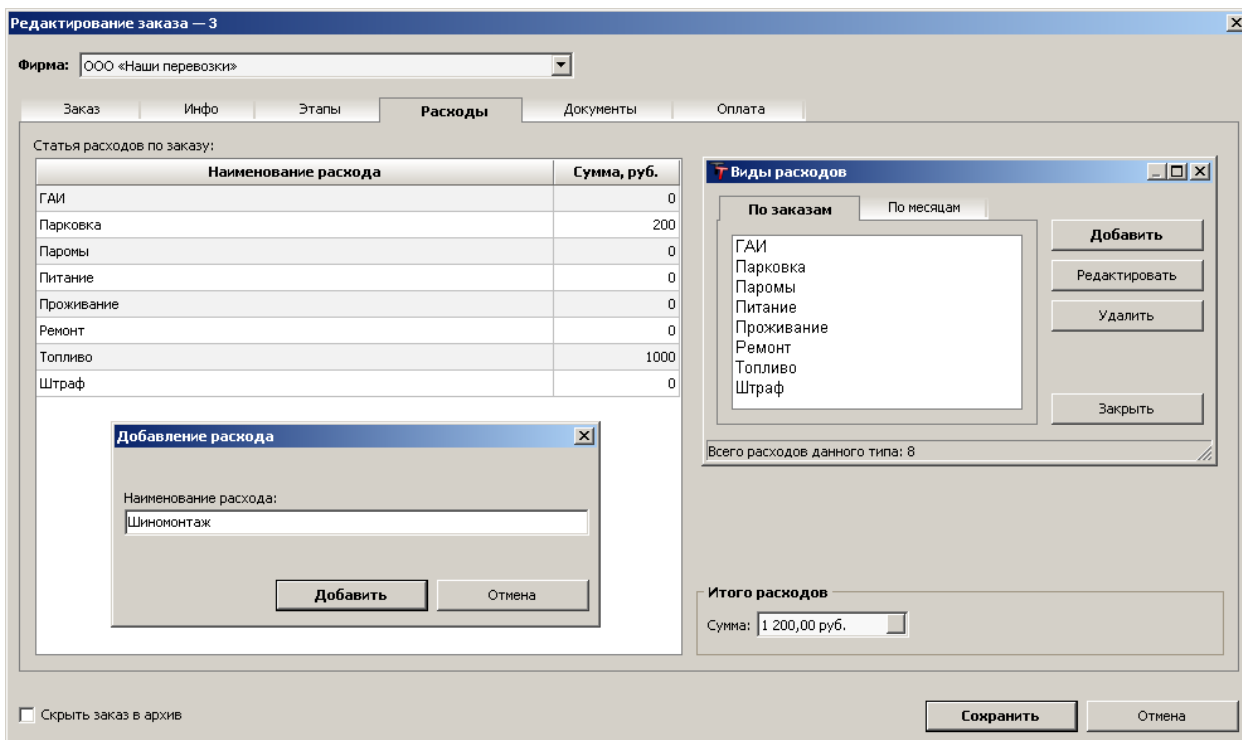 Редактирование заказа — 3
Фирма: ООО «Наши перевозки»
Заказ Инфо Этапы Расходы Документы Оплата
Статья расходов по заказу:
Наименование расхода Сумма, руб.
ГАИ 0
Парковка 200
Паромы 0
Питание 0
Проживание 0
Ремонт 0
Топливо 1000
Штраф 0
Виды расходов
По заказам По месяцам
ГАИ
Парковка
Паромы
Питание
Проживание
Ремонт
Топливо
Штраф
Добавить
Редактировать
Удалить
Закрыть
Всего расходов данного типа: 8
Добавление расхода
Наименование расхода:
Шиномонтаж
Добавить Отмена
Итого расходов
Сумма: 1 200,00 руб.
Скрыть заказ в архив
Сохранить Отмена